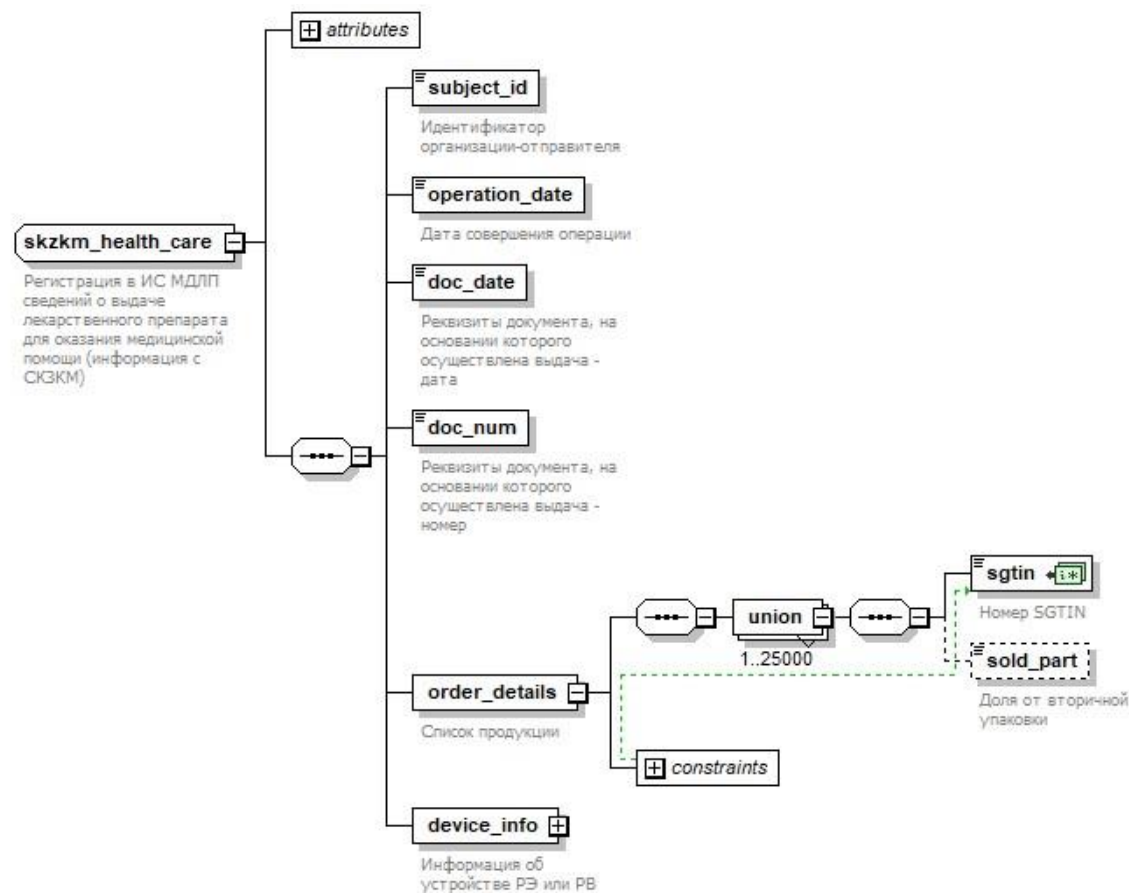 attributes
subject_id
Идентификатор
организации-отправителя
operation_date
Дата совершения операции
skzkm_health_care
Регистрация в ИС МДЛП
сведений о выдаче
лекарственного препарата
для оказания медицинской
помощи (информация с
СКЗКМ)
doc_date
Реквизиты документа, на
основании которого
осуществлена выдача -
дата
doc_num
Реквизиты документа, на
основании которого
осуществлена выдача -
номер
order_details
Список продукции
union
1..25000
sgtin
i*
Номер SGTIN
sold_part
Доля от вторичной
упаковки
constraints
device_info
Информация об
устройстве РЭ или РВ